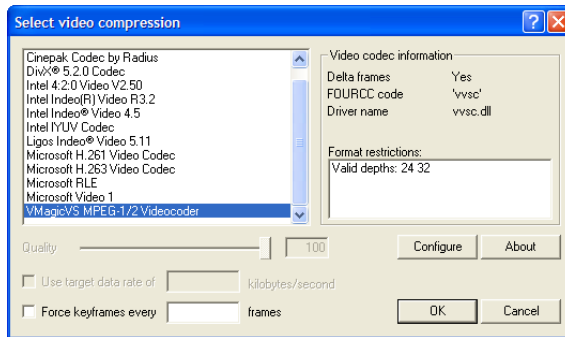 Select video compression
Cinepak Codec by Radius
DivX® 5.2.0 Codec
Intel 4:2:0 Video V2.50
Intel Indeo(R) Video R3.2
Intel Indeo® Video 4.5
Intel IYUV Codec
Ligos Indeo® Video 5.11
Microsoft H.261 Video Codec
Microsoft H.263 Video Codec
Microsoft RLE
Microsoft Video 1
VMagicVS MPEG-1/2 Videocoder
Video codec information
Delta frames Yes
FOURCC code 'vvsc'
Driver name vvsc.dll
Format restrictions:
Valid depths: 24 32
Quality 100
Configure About
Use target data rate of kilobytes/second
Force keyframes every frames
OK Cancel